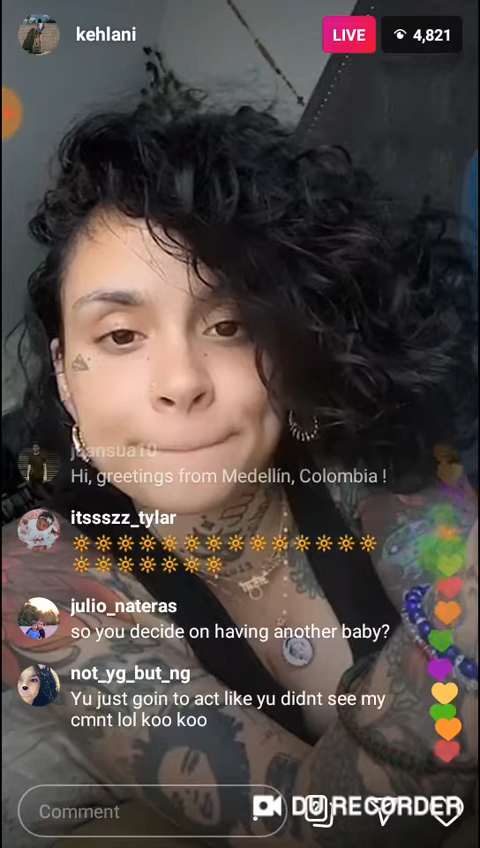 kehlani
LIVE
4,821
juansua10
Hi, greetings from Medellín, Colombia !
itssszz_tylar
julio_nateras
so you decide on having another baby?
not_yg_but_ng
Yu just goin to act like yu didnt see my
cmnt lol koo koo
Comment
DU RECORDER